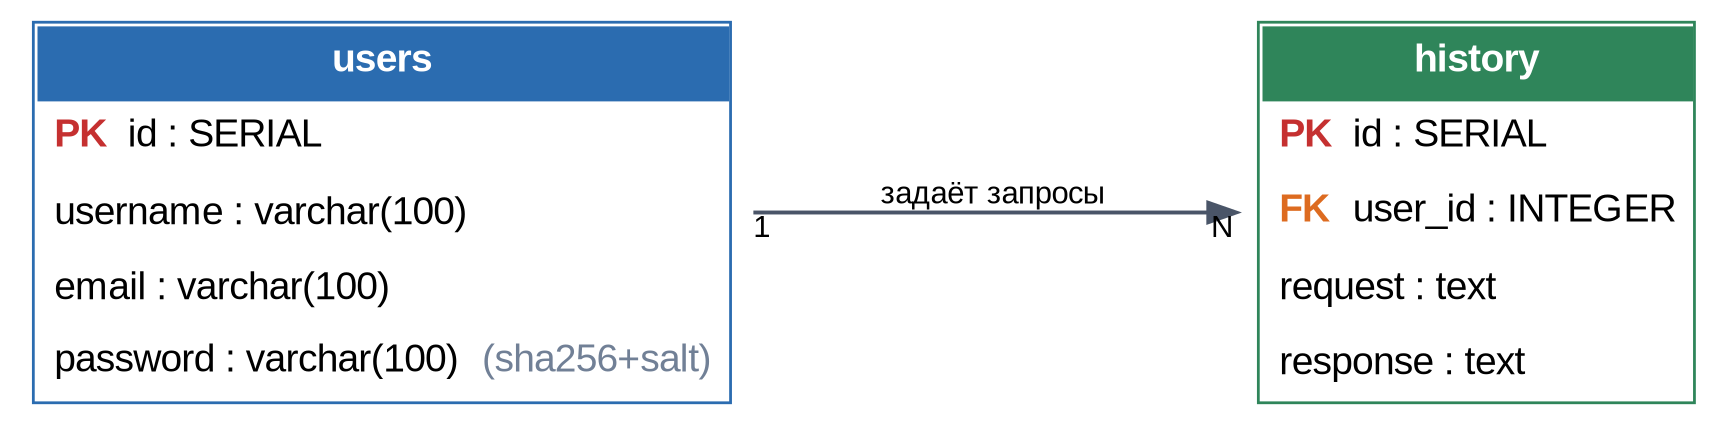 users
PK id : SERIAL
username : varchar(100)
email : varchar(100)
password : varchar(100) (sha256+salt)
задаёт запросы
1
N
history
PK id : SERIAL
FK user_id : INTEGER
request : text
response : text